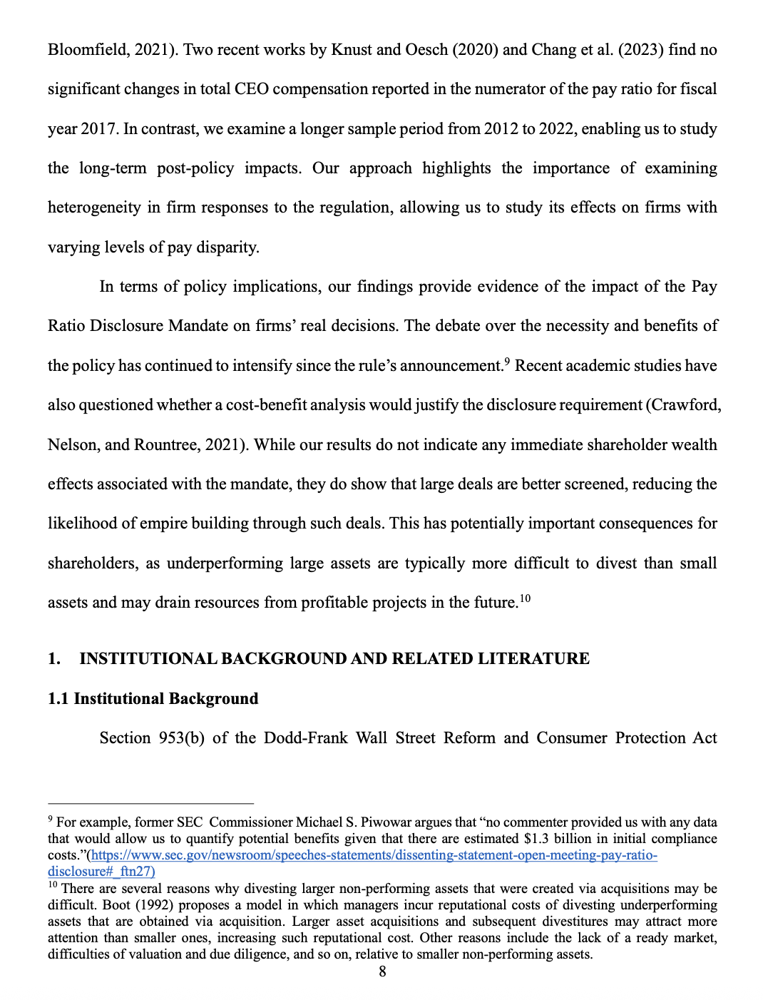 Bloomfield, 2021). Two recent works by Knust and Oesch (2020) and Chang et al. (2023) find no
significant changes in total CEO compensation reported in the numerator of the pay ratio for fiscal
year 2017. In contrast, we examine a longer sample period from 2012 to 2022, enabling us to study
the long-term post-policy impacts. Our approach highlights the importance of examining
heterogeneity in firm responses to the regulation, allowing us to study its effects on firms with
varying levels of pay disparity.
In terms of policy implications, our findings provide evidence of the impact of the Pay
Ratio Disclosure Mandate on firms’ real decisions. The debate over the necessity and benefits of
the policy has continued to intensify since the rule’s announcement.⁹ Recent academic studies have
also questioned whether a cost-benefit analysis would justify the disclosure requirement (Crawford,
Nelson, and Rountree, 2021). While our results do not indicate any immediate shareholder wealth
effects associated with the mandate, they do show that large deals are better screened, reducing the
likelihood of empire building through such deals. This has potentially important consequences for
shareholders, as underperforming large assets are typically more difficult to divest than small
assets and may drain resources from profitable projects in the future.¹⁰
1. INSTITUTIONAL BACKGROUND AND RELATED LITERATURE
1.1 Institutional Background
Section 953(b) of the Dodd-Frank Wall Street Reform and Consumer Protection Act
⁹ For example, former SEC Commissioner Michael S. Piwowar argues that “no commenter provided us with any data
that would allow us to quantify potential benefits given that there are estimated $1.3 billion in initial compliance
costs.”(https://www.sec.gov/newsroom/speeches-statements/dissenting-statement-open-meeting-pay-ratio-
disclosure#_ftn27)
¹⁰ There are several reasons why divesting larger non-performing assets that were created via acquisitions may be
difficult. Boot (1992) proposes a model in which managers incur reputational costs of divesting underperforming
assets that are obtained via acquisition. Larger asset acquisitions and subsequent divestitures may attract more
attention than smaller ones, increasing such reputational cost. Other reasons include the lack of a ready market,
difficulties of valuation and due diligence, and so on, relative to smaller non-performing assets.
8